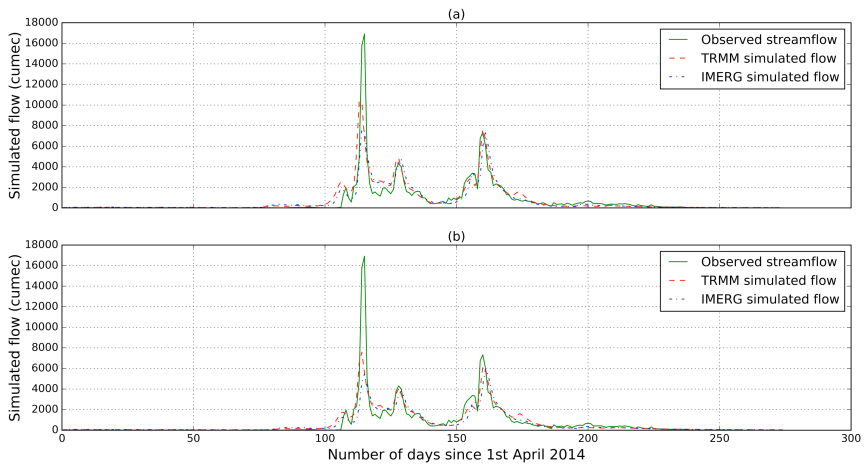 (a)
18000
16000
14000
12000
10000
8000
6000
4000
2000
0
Simulated flow (cumec)
Observed streamflow
TRMM simulated flow
IMERG simulated flow
(b)
18000
16000
14000
12000
10000
8000
6000
4000
2000
0
Simulated flow (cumec)
Observed streamflow
TRMM simulated flow
IMERG simulated flow
0 50 100 150 200 250 300
Number of days since 1st April 2014